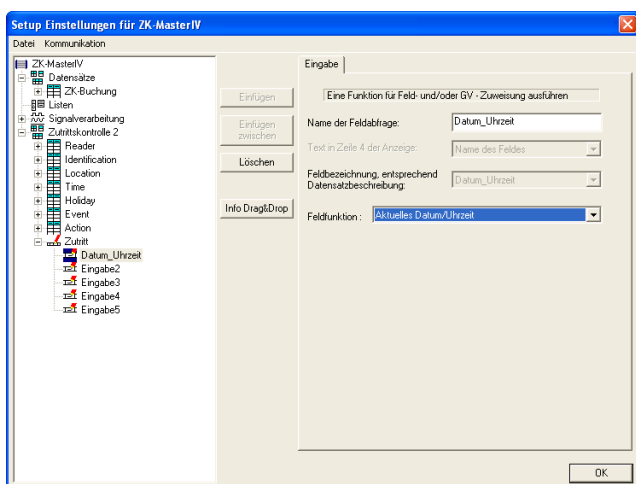 Setup Einstellungen für ZK-MasterIV
Datei Kommunikation
ZK-MasterIV
Datensätze
ZK-Buchung
Listen
Signalverarbeitung
Zutrittskontrolle 2
Reader
Identification
Location
Time
Holiday
Event
Action
Zutritt
Datum_Uhrzeit
Eingabe2
Eingabe3
Eingabe4
Eingabe5
Einfügen
Einfügen
zwischen
Löschen
Info Drag&Drop
Eingabe
Eine Funktion für Feld- und/oder GV - Zuweisung ausführen
Name der Feldabfrage: Datum_Uhrzeit
Text in Zeile 4 der Anzeige: Name des Feldes
Feldbezeichnung, entsprechend
Datensatzbeschreibung: Datum_Uhrzeit
Feldfunktion : Aktuelles Datum/Uhrzeit
OK